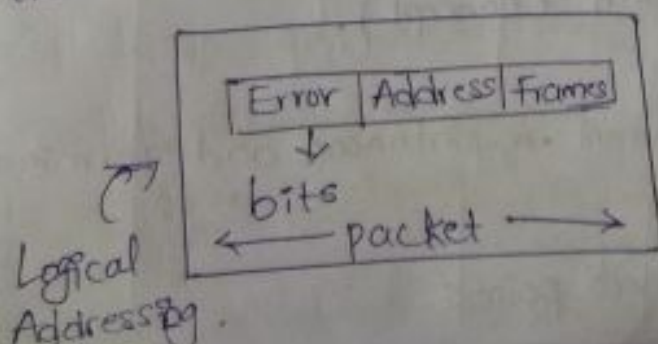 Error Address Frames
bits
packet
Logical
Addressing.